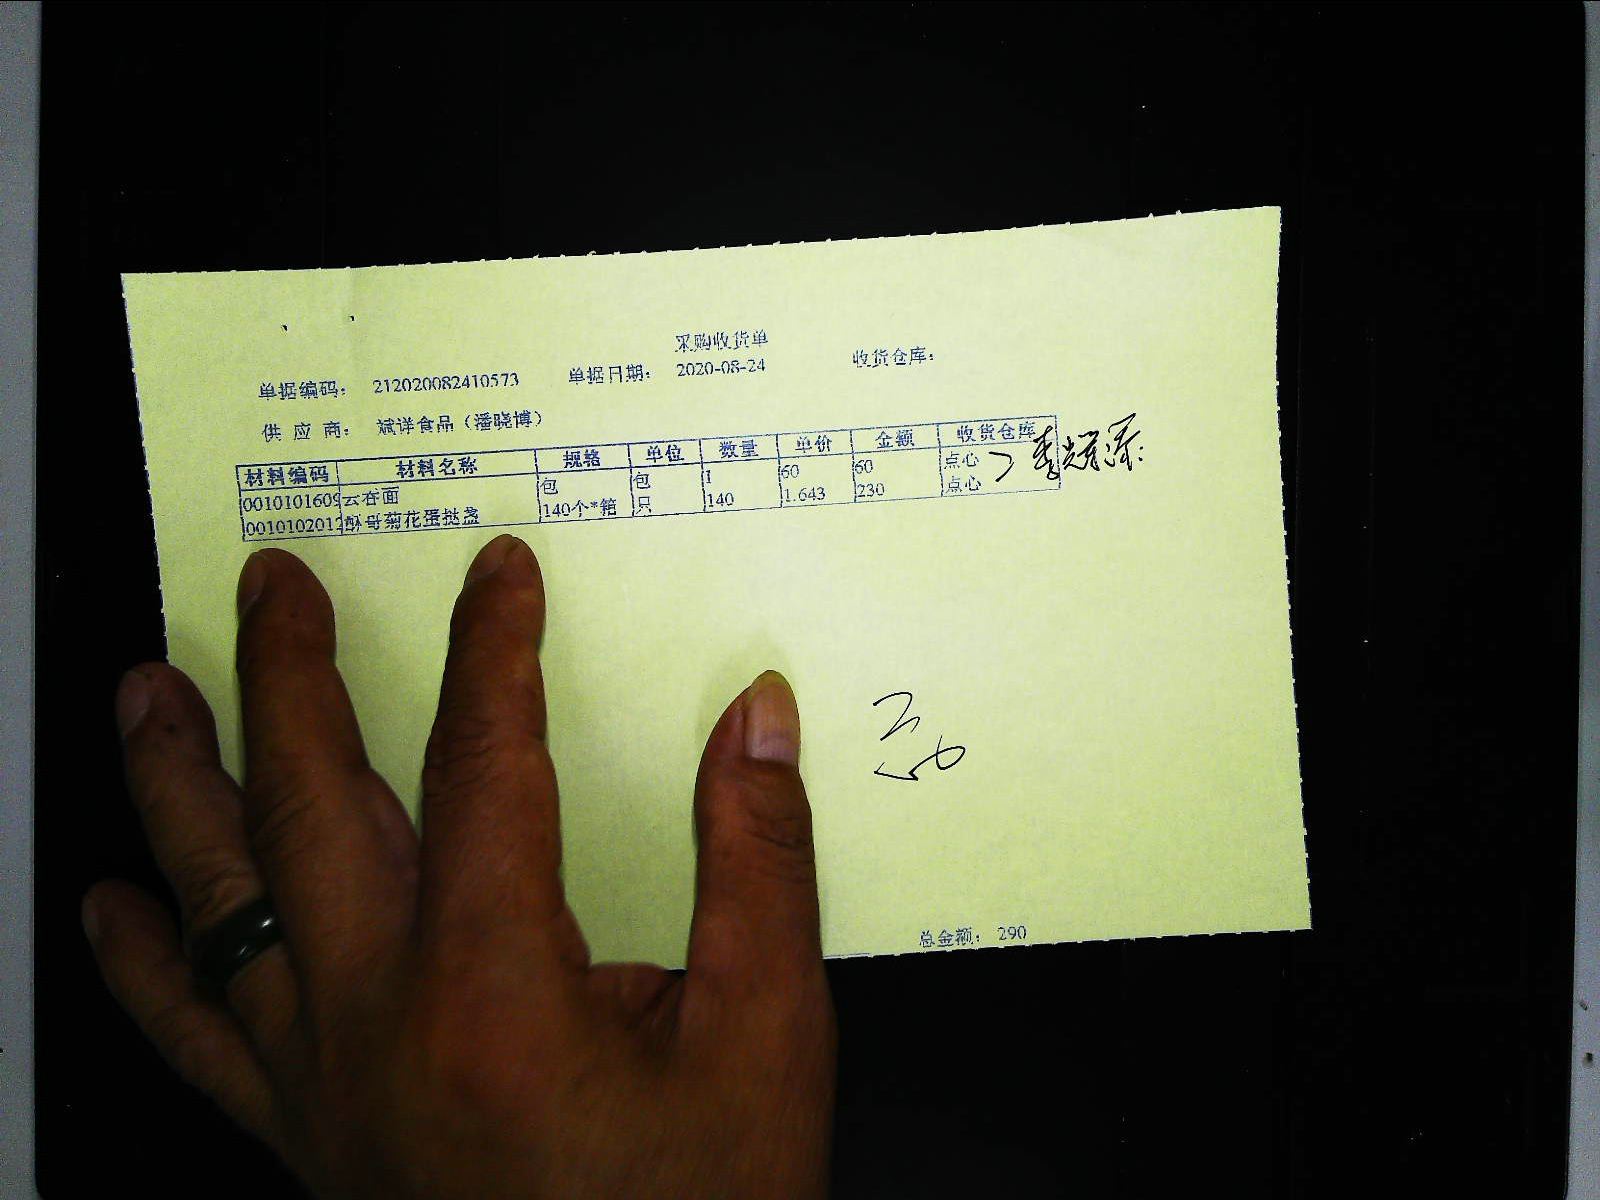 采购收货单
单据编码： 212020082410573 单据日期： 2020-08-24 收货仓库：
供 应 商： 斌详食品（潘晓博）
材料编码 材料名称 规格 单位 数量 单价 金额 收货仓库
0010101609 云吞面 包 包 1 60 60 点心
001010201 酥哥菊花蛋挞盏 140个*箱 只 140 1.643 230 点心
总金额： 290